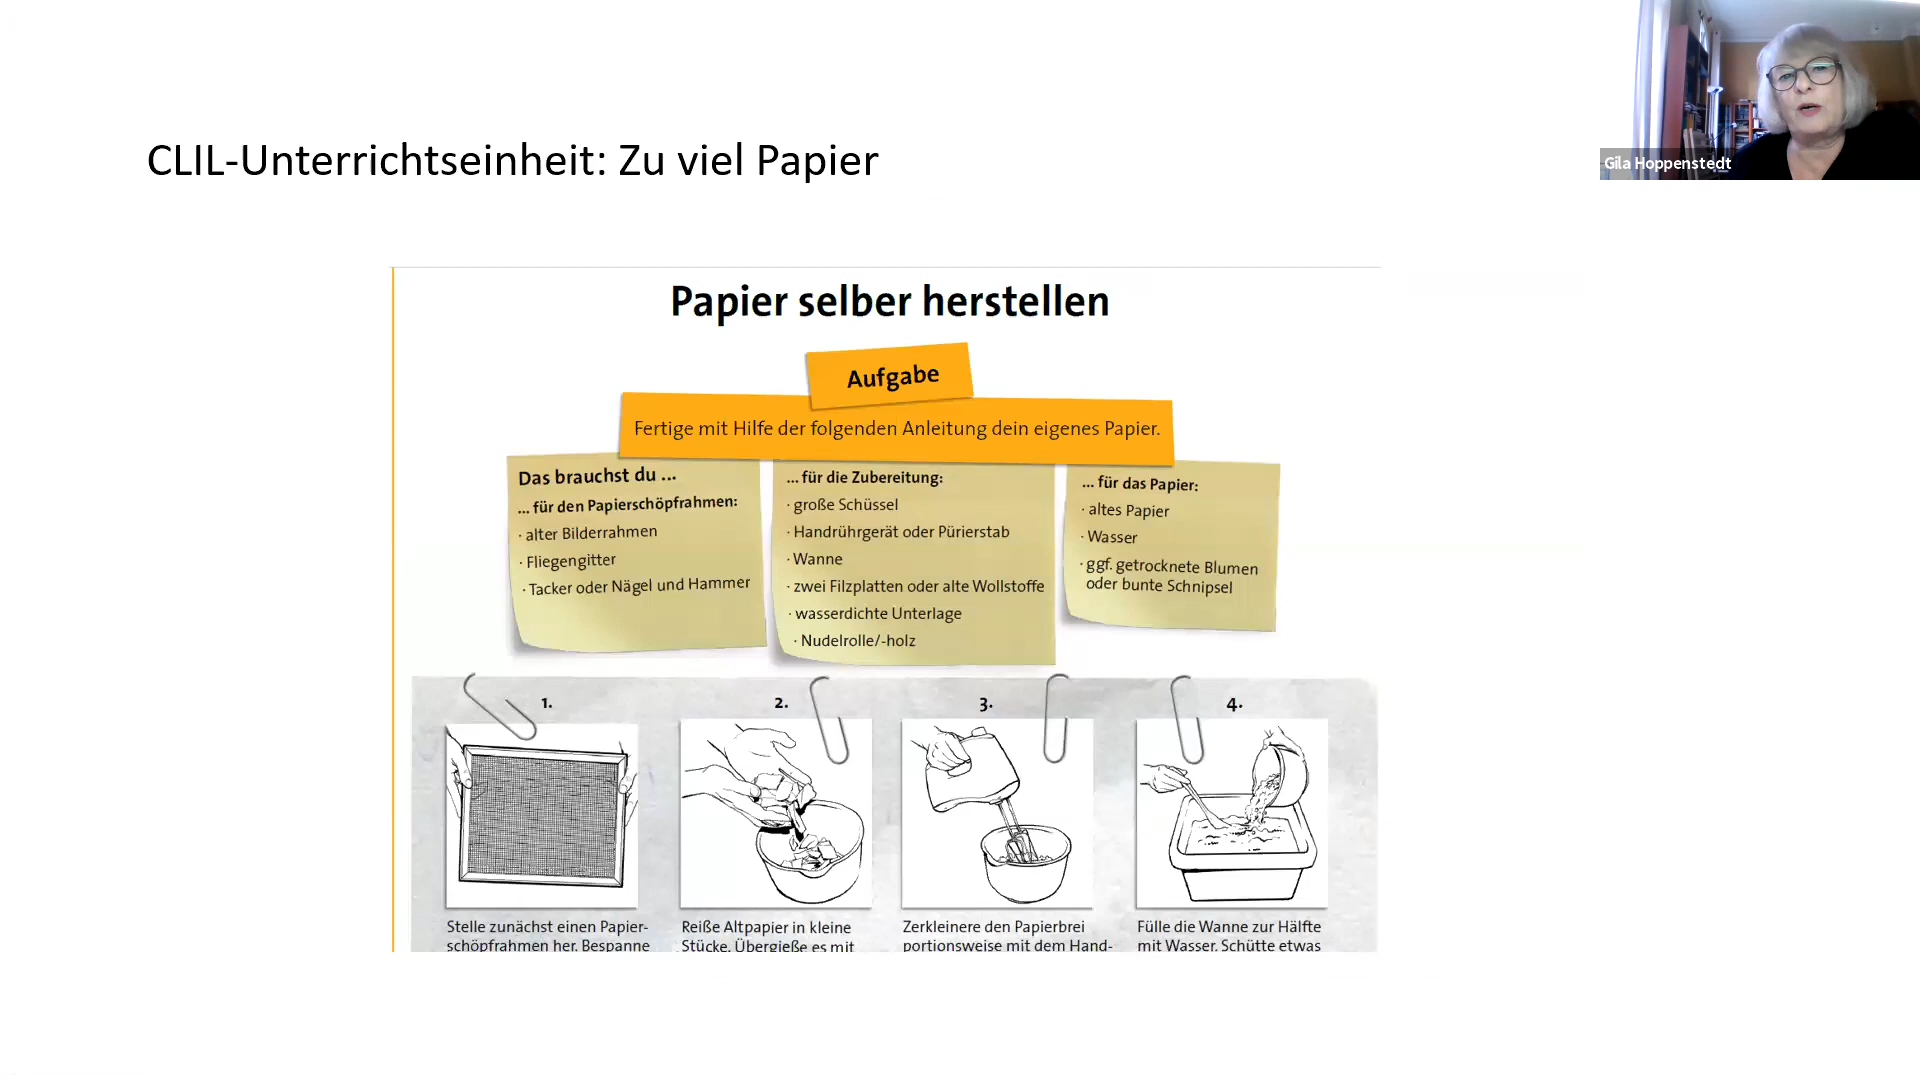 CLIL-Unterrichtseinheit: Zu viel Papier
Gila Hoppenstedt
Papier selber herstellen
Aufgabe
Fertige mit Hilfe der folgenden Anleitung dein eigenes Papier.
Das brauchst du ...
... für den Papierschöpfrahmen:
· alter Bilderrahmen
· Fliegengitter
· Tacker oder Nägel und Hammer
... für die Zubereitung:
· große Schüssel
· Handrührgerät oder Pürierstab
· Wanne
· zwei Filzplatten oder alte Wollstoffe
· wasserdichte Unterlage
· Nudelrolle/-holz
... für das Papier:
· altes Papier
· Wasser
· ggf. getrocknete Blumen
oder bunte Schnipsel
1.
Stelle zunächst einen Papier-
schöpfrahmen her. Bespanne
2.
Reiße Altpapier in kleine
Stücke. Übergieße es mit
3.
Zerkleinere den Papierbrei
portionsweise mit dem Hand-
4.
Fülle die Wanne zur Hälfte
mit Wasser. Schütte etwas